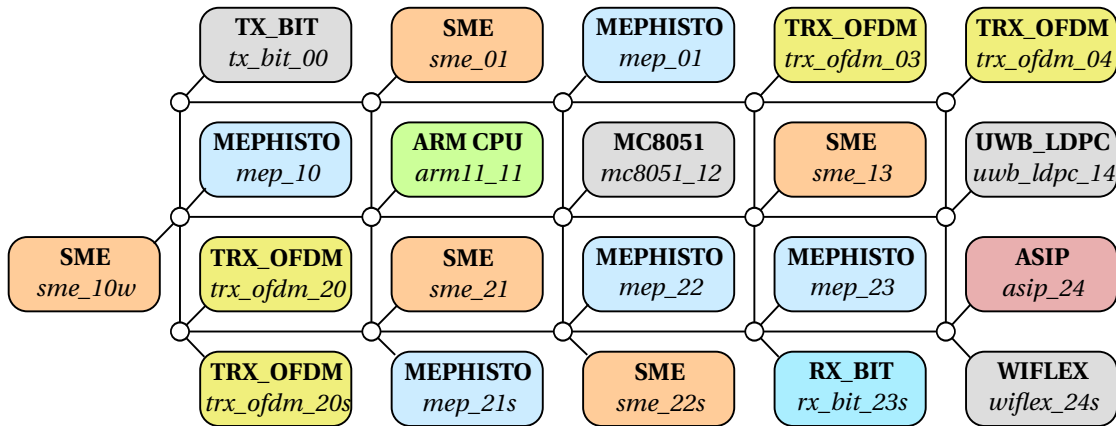 TX_BIT
tx_bit_00
SME
sme_01
MEPHISTO
mep_01
TRX_OFDM
trx_ofdm_03
TRX_OFDM
trx_ofdm_04
MEPHISTO
mep_10
ARM CPU
arm11_11
MC8051
mc8051_12
SME
sme_13
UWB_LDPC
uwb_ldpc_14
SME
sme_10w
TRX_OFDM
trx_ofdm_20
SME
sme_21
MEPHISTO
mep_22
MEPHISTO
mep_23
ASIP
asip_24
TRX_OFDM
trx_ofdm_20s
MEPHISTO
mep_21s
SME
sme_22s
RX_BIT
rx_bit_23s
WIFLEX
wiflex_24s